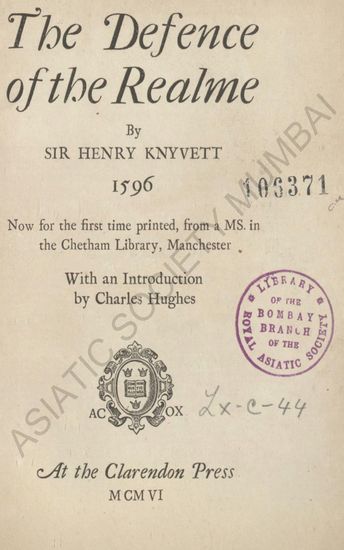 The Defence
of the Realme
By
SIR HENRY KNYVETT
1596
106371
Now for the first time printed, from a MS. in
the Chetham Library, Manchester
With an Introduction
by Charles Hughes
LIBRARY
OF THE
BOMBAY
BRANCH
OF THE
ROYAL ASIATIC SOCIETY
AC OX
Lx-C-44
At the Clarendon Press
MCMVI
ASIATIC SOCIETY MUMBAI